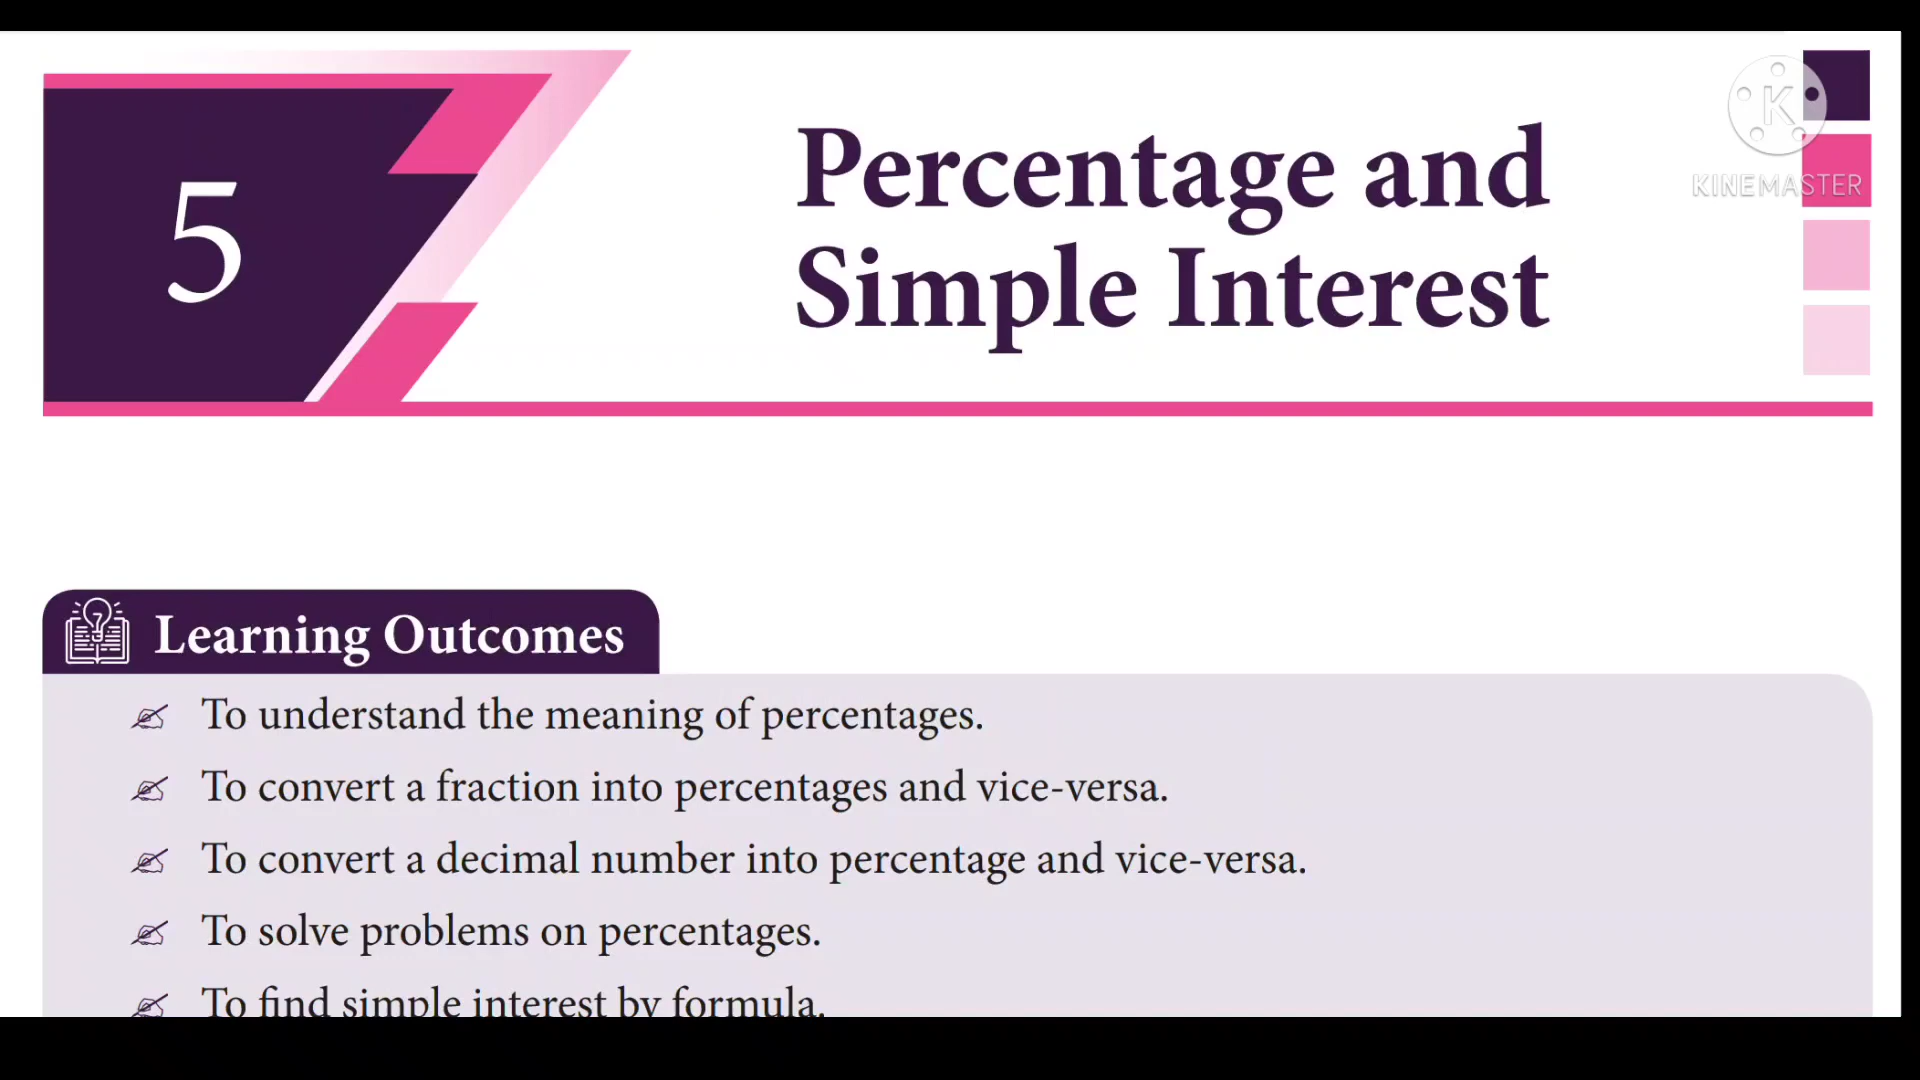 5
Percentage and
Simple Interest
K
KINEMASTER
Learning Outcomes
To understand the meaning of percentages.
To convert a fraction into percentages and vice-versa.
To convert a decimal number into percentage and vice-versa.
To solve problems on percentages.
To find simple interest by formula.